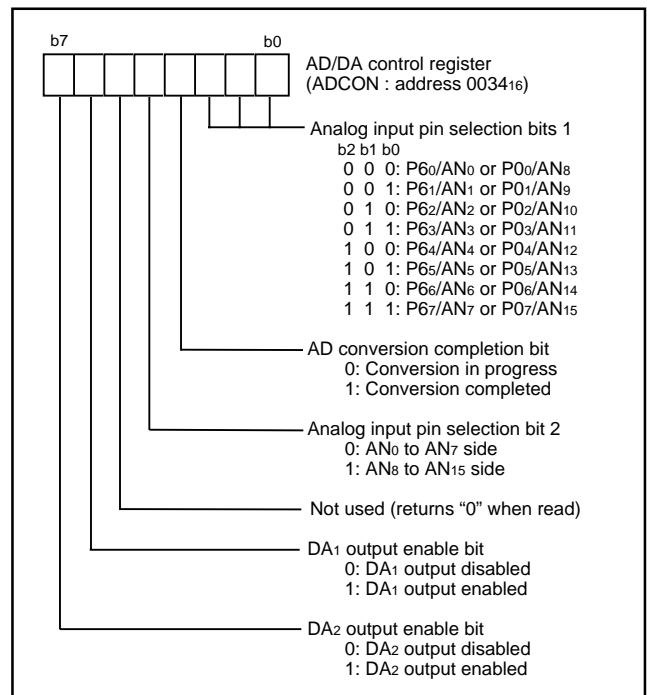 b7 b0
AD/DA control register
(ADCON : address 003416)
Analog input pin selection bits 1
b2 b1 b0
0 0 0: P60/AN0 or P00/AN8
0 0 1: P61/AN1 or P01/AN9
0 1 0: P62/AN2 or P02/AN10
0 1 1: P63/AN3 or P03/AN11
1 0 0: P64/AN4 or P04/AN12
1 0 1: P65/AN5 or P05/AN13
1 1 0: P66/AN6 or P06/AN14
1 1 1: P67/AN7 or P07/AN15
AD conversion completion bit
0: Conversion in progress
1: Conversion completed
Analog input pin selection bit 2
0: AN0 to AN7 side
1: AN8 to AN15 side
Not used (returns “0” when read)
DA1 output enable bit
0: DA1 output disabled
1: DA1 output enabled
DA2 output enable bit
0: DA2 output disabled
1: DA2 output enabled